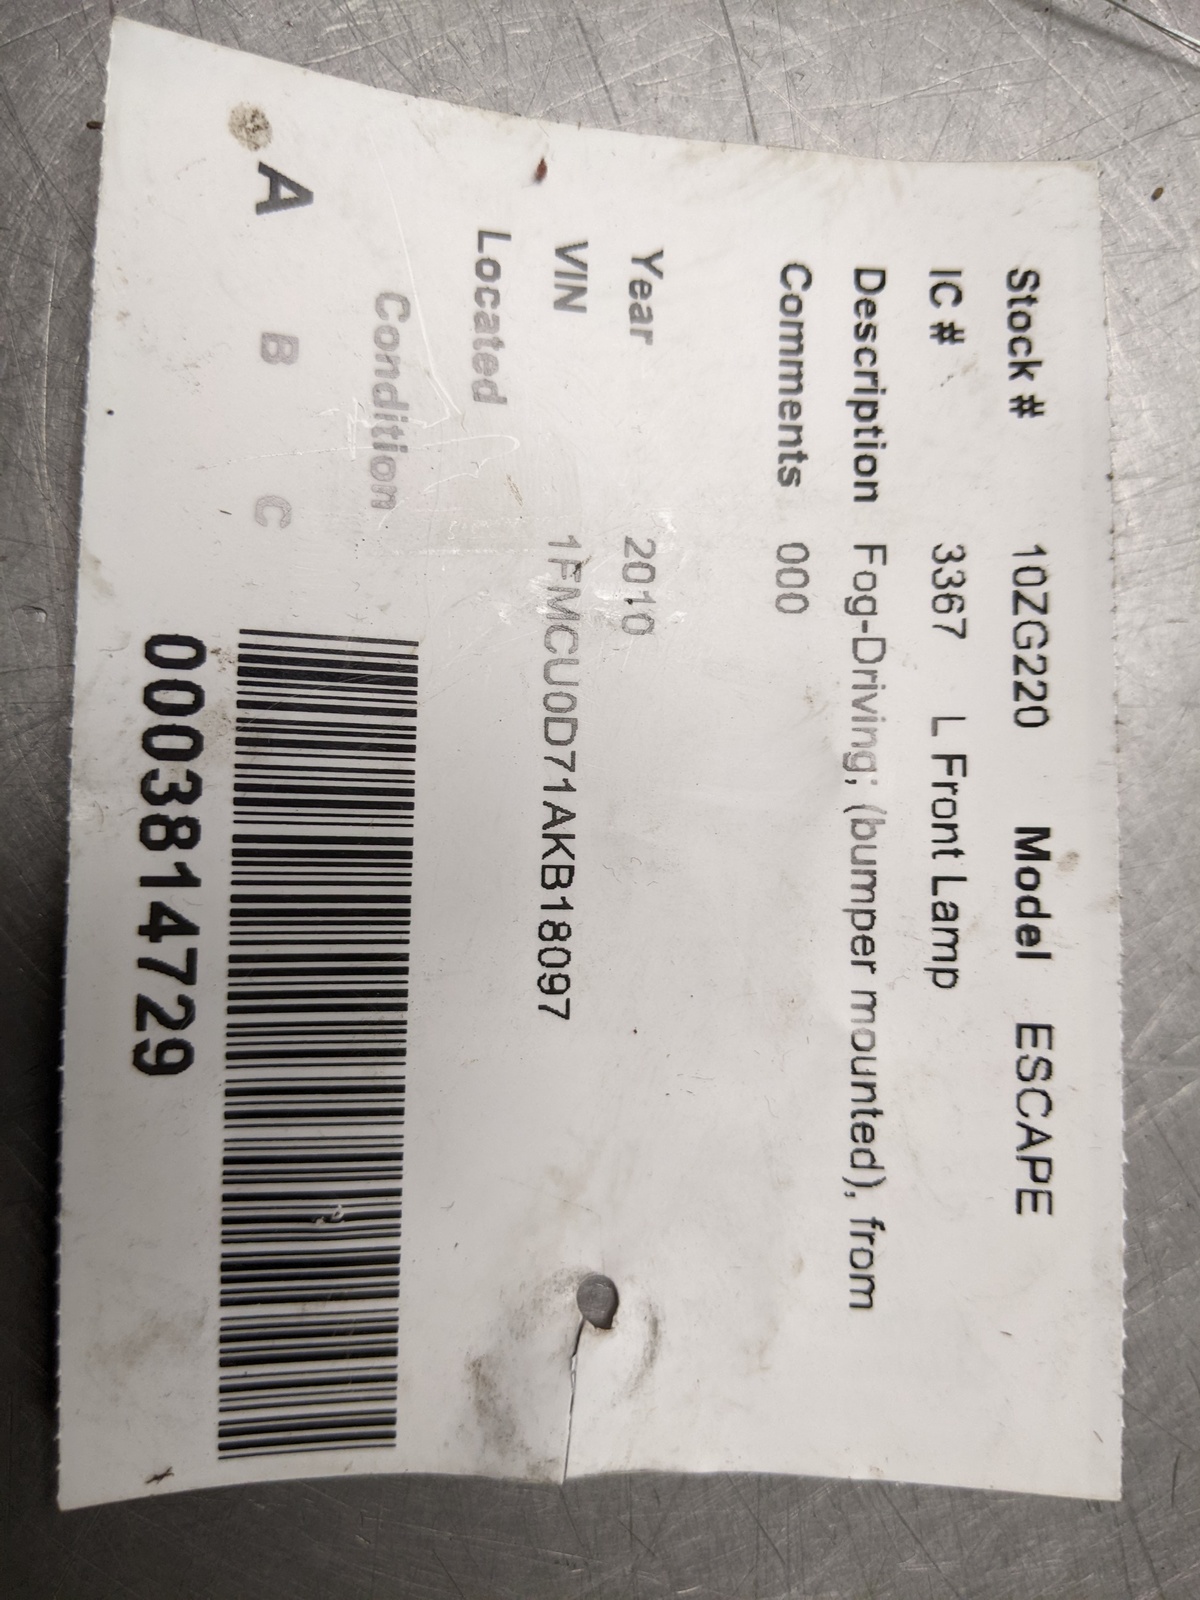 Stock # 10ZG220 Model ESCAPE
IC # 3367 L Front Lamp
Description Fog-Driving; (bumper mounted), from
Comments 000
Year 2010
VIN 1FMCU0D71AKB18097
Located
Condition
A B C
0003814729